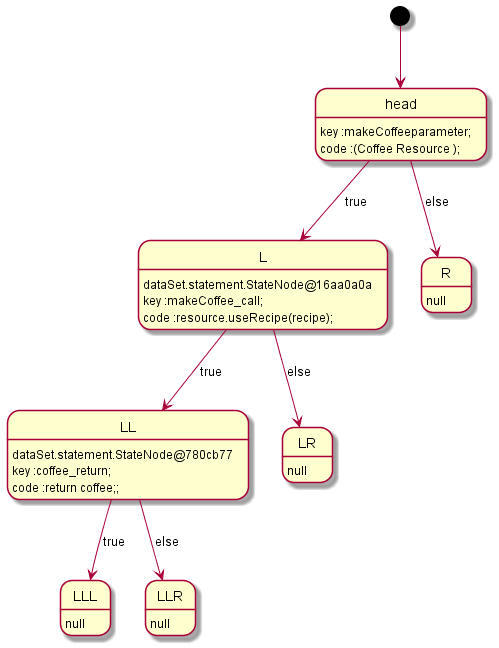 head
key :makeCoffeeparameter;
code :(Coffee Resource );
true
else
L
dataSet.statement.StateNode@16aa0a0a
key :makeCoffee_call;
code :resource.useRecipe(recipe);
R
null
true
else
LL
dataSet.statement.StateNode@780cb77
key :coffee_return;
code :return coffee;;
LR
null
true
else
LLL
null
LLR
null